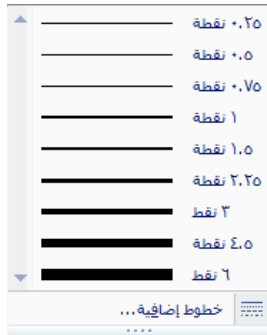 ٠.٢٥ نقطة
٠.٥ نقطة
٠.٧٥ نقطة
١ نقطة
١.٥ نقطة
٢.٢٥ نقطة
٣ نقط
٤.٥ نقطة
٦ نقط
خطوط إضافية...